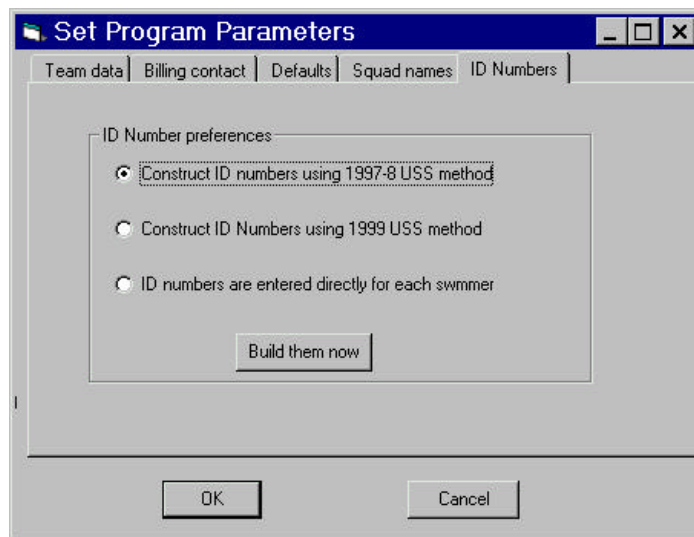 Set Program Parameters
Team data Billing contact Defaults Squad names ID Numbers
ID Number preferences
Construct ID numbers using 1997-8 USS method
Construct ID Numbers using 1999 USS method
ID numbers are entered directly for each swmmer
Build them now
OK Cancel